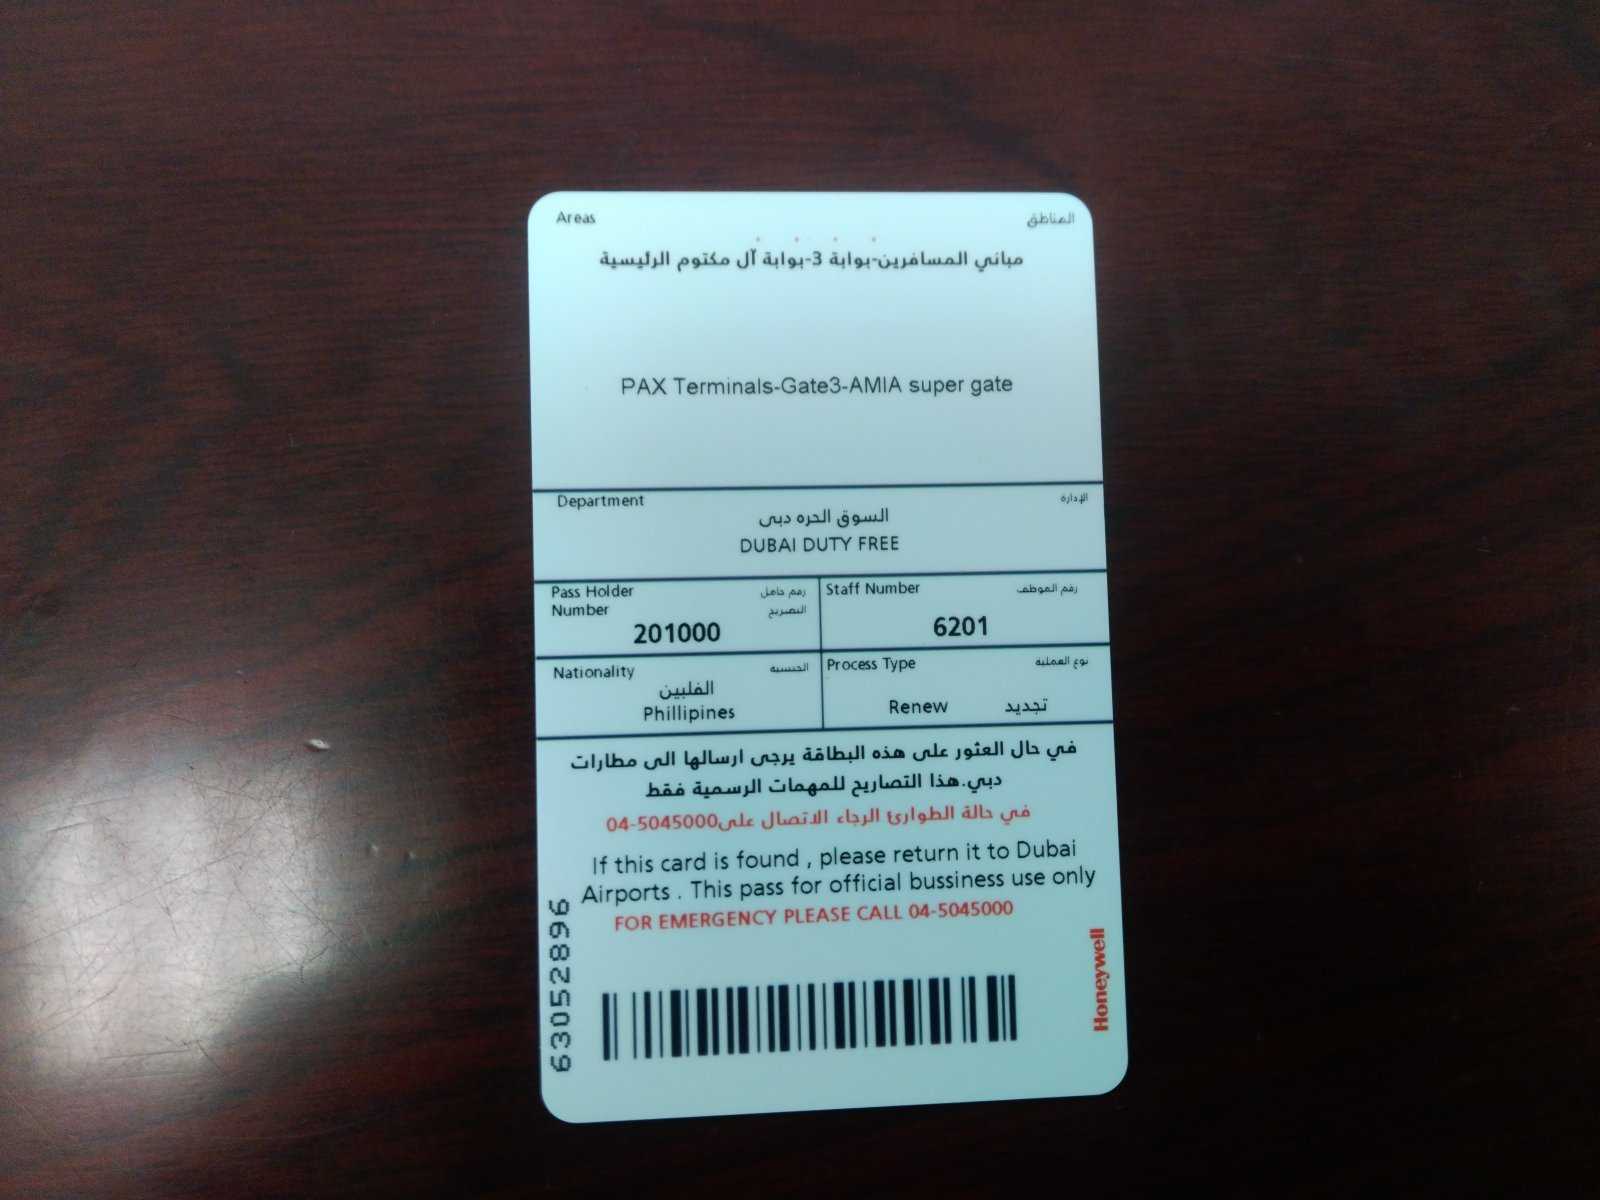 Areas المناطق
مباني المسافرين-بوابة 3-بوابة آل مكتوم الرئيسية
PAX Terminals-Gate3-AMIA super gate
Department الإدارة
السوق الحره دبى
DUBAI DUTY FREE
Pass Holder رقم حامل
Number التصريح
201000
Staff Number رقم الموظف
6201
Nationality الجنسية
الفلبين
Phillipines
Process Type نوع العملية
Renew تجديد
في حال العثور على هذه البطاقة يرجى ارسالها الى مطارات
دبي.هذا التصاريح للمهمات الرسمية فقط
في حالة الطوارئ الرجاء الاتصال على04-5045000
If this card is found , please return it to Dubai
Airports . This pass for official bussiness use only
FOR EMERGENCY PLEASE CALL 04-5045000
63052896
Honeywell